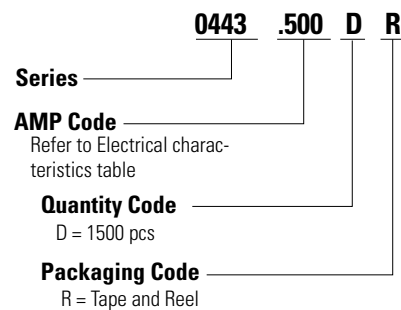 0443 .500 D R
Series
AMP Code
Refer to Electrical charac-
teristics table
Quantity Code
D = 1500 pcs
Packaging Code
R = Tape and Reel